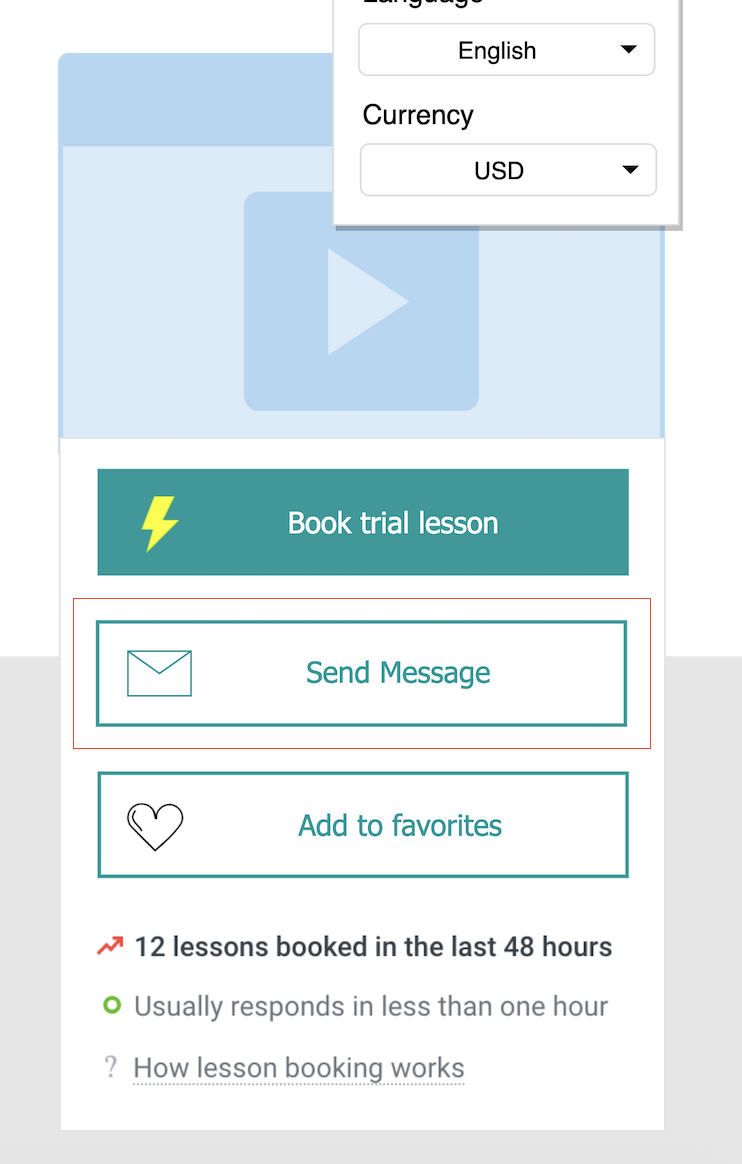 Language
English
Currency
USD
Book trial lesson
Send Message
Add to favorites
12 lessons booked in the last 48 hours
Usually responds in less than one hour
? How lesson booking works